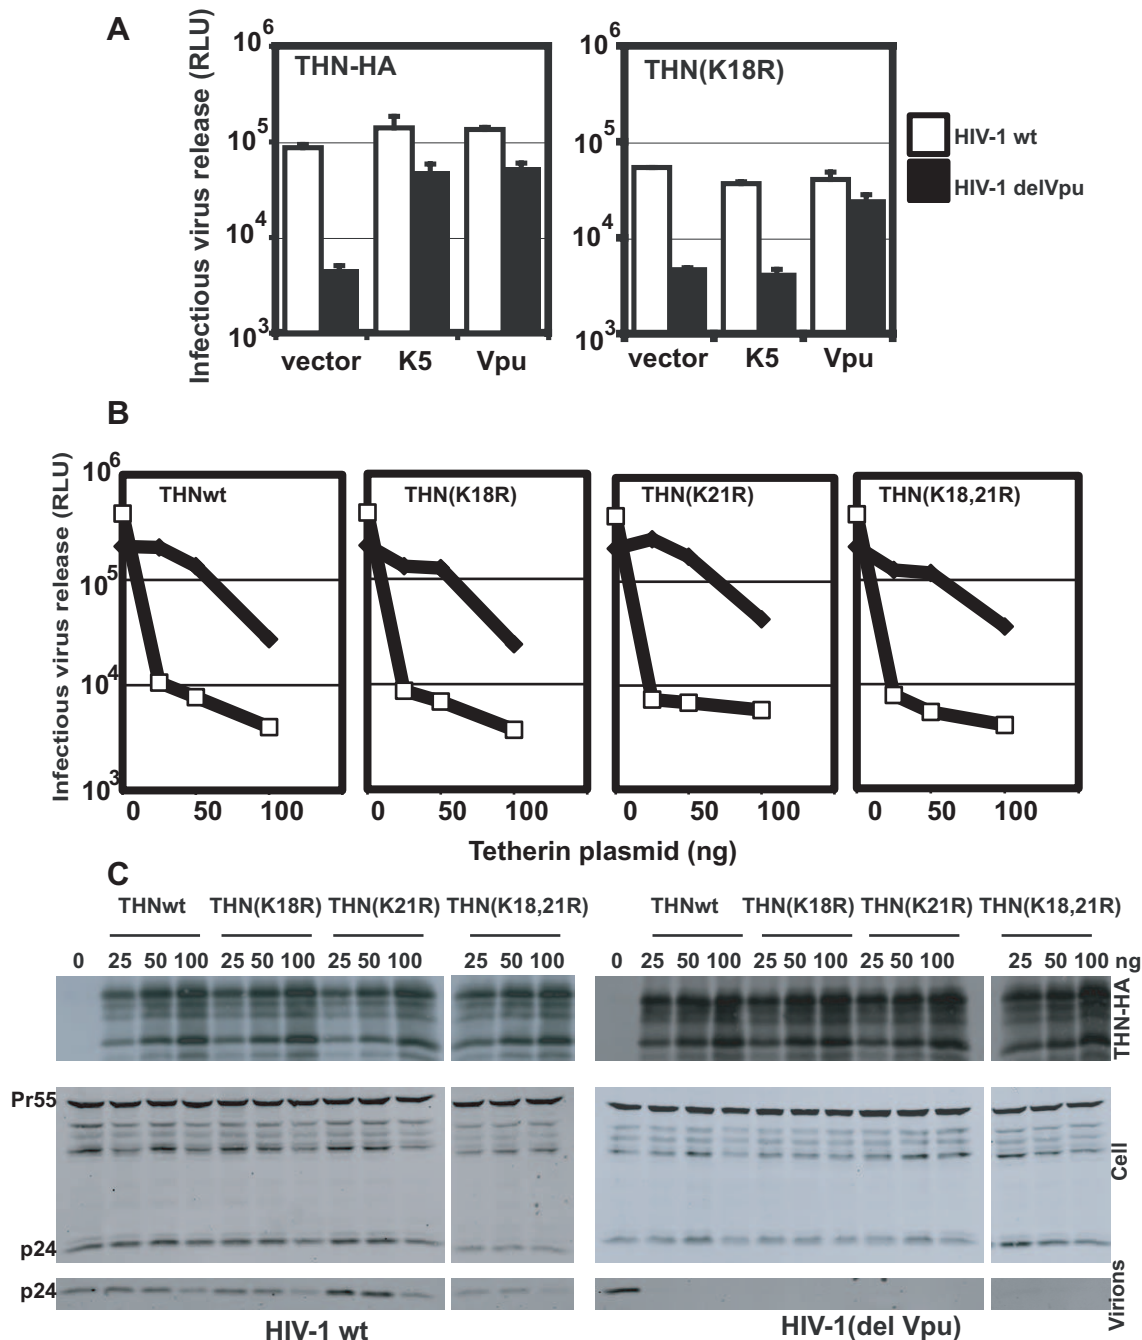 A
Infectious virus release (RLU)
10^6
10^5
10^4
10^3
THN-HA
vector K5 Vpu
10^6
10^5
10^4
10^3
THN(K18R)
vector K5 Vpu
HIV-1 wt
HIV-1 delVpu
B
Infectious virus release (RLU)
10^6
10^5
10^4
10^3
THNwt
THN(K18R)
THN(K21R)
THN(K18,21R)
0 50 100
0 50 100
0 50 100
0 50 100
Tetherin plasmid (ng)
C
THNwt THN(K18R) THN(K21R) THN(K18,21R)
0 25 50 100 25 50 100 25 50 100 25 50 100
THNwt THN(K18R) THN(K21R) THN(K18,21R)
0 25 50 100 25 50 100 25 50 100 25 50 100 ng
THN-HA
Pr55
Cell
p24
p24
Virions
HIV-1 wt
HIV-1(del Vpu)